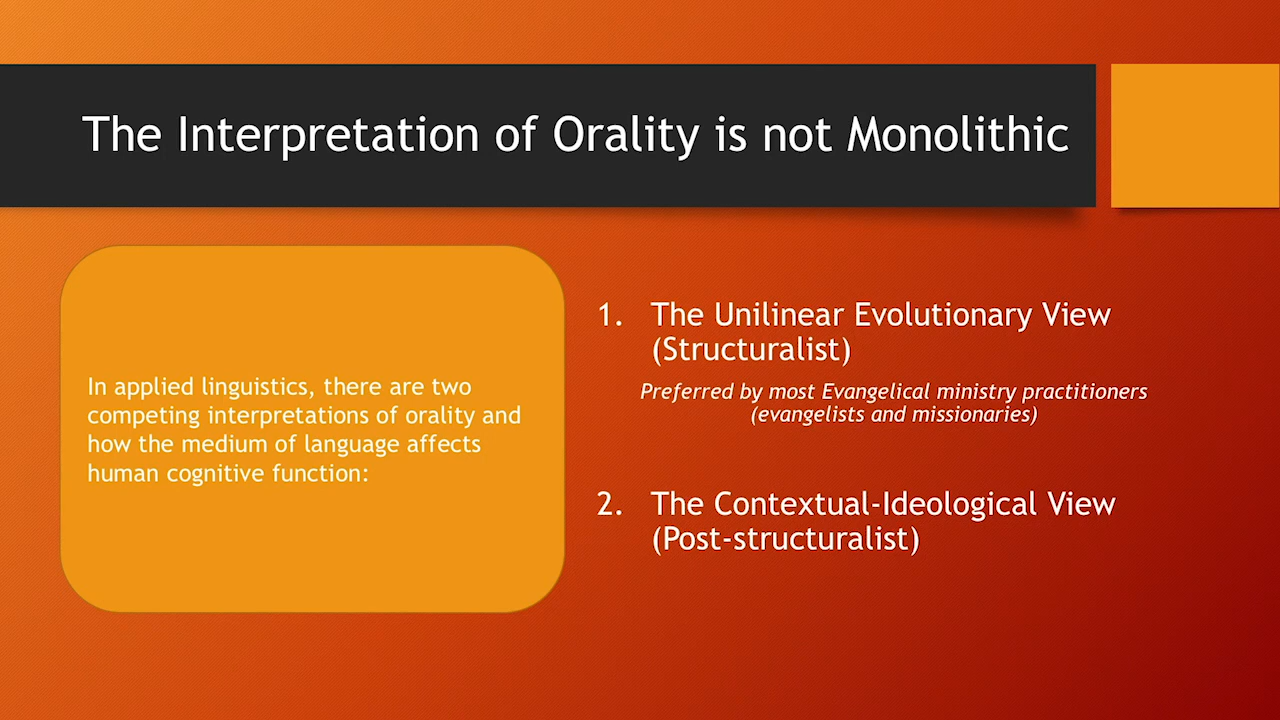 The Interpretation of Orality is not Monolithic
In applied linguistics, there are two
competing interpretations of orality and
how the medium of language affects
human cognitive function:
1. The Unilinear Evolutionary View
(Structuralist)
Preferred by most Evangelical ministry practitioners
(evangelists and missionaries)
2. The Contextual-Ideological View
(Post-structuralist)